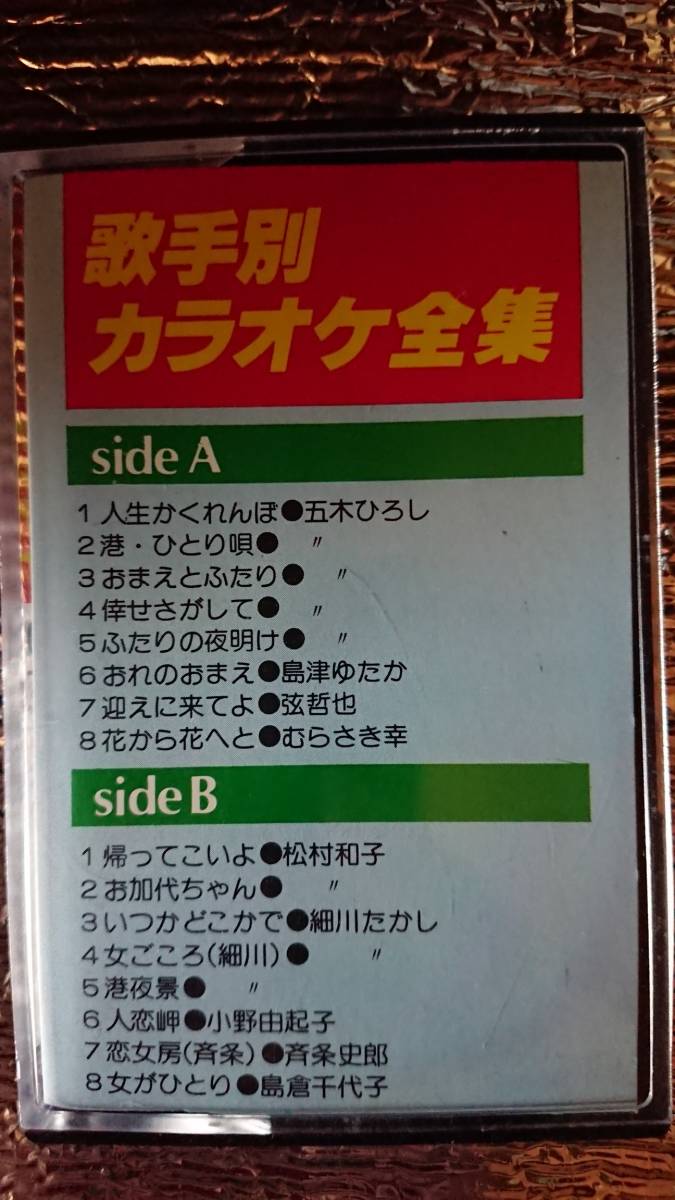 歌手別
カラオケ全集
side A
1 人生かくれんぼ●五木ひろし
2 港・ひとり唄● 〃
3 おまえとふたり● 〃
4 倖せさがして● 〃
5 ふたりの夜明け● 〃
6 おれのおまえ●島津ゆたか
7 迎えに来てよ●弦哲也
8 花から花へと●むらさき幸
side B
1 帰ってこいよ●松村和子
2 お加代ちゃん● 〃
3 いつかどこかで●細川たかし
4 女ごころ(細川)● 〃
5 港夜景● 〃
6 人恋岬●小野由起子
7 恋女房(斉条)●斉条史郎
8 女がひとり●島倉千代子